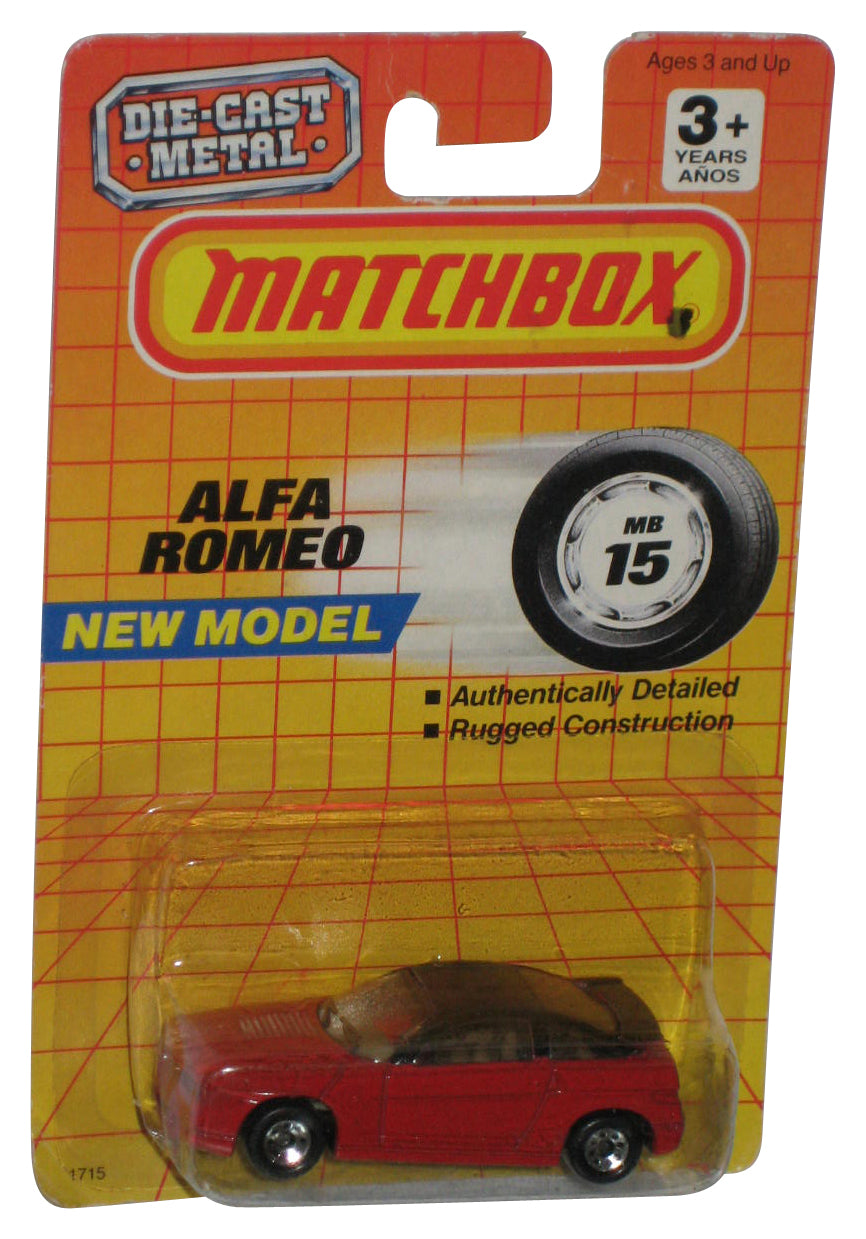 Ages 3 and Up
DIE-CAST
• METAL •
3+
YEARS
AÑOS
MATCHBOX
ALFA
ROMEO
MB
15
NEW MODEL
■ Authentically Detailed
■ Rugged Construction
1715